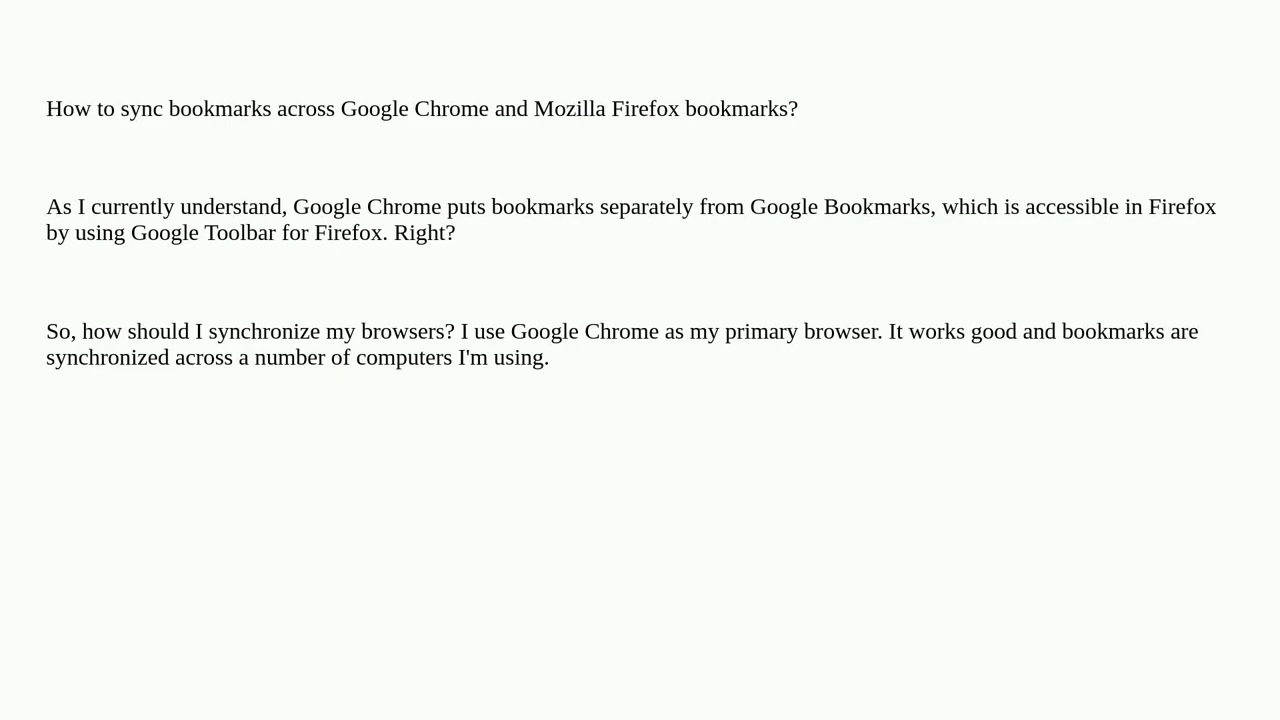 How to sync bookmarks across Google Chrome and Mozilla Firefox bookmarks?
As I currently understand, Google Chrome puts bookmarks separately from Google Bookmarks, which is accessible in Firefox
by using Google Toolbar for Firefox. Right?
So, how should I synchronize my browsers? I use Google Chrome as my primary browser. It works good and bookmarks are
synchronized across a number of computers I'm using.